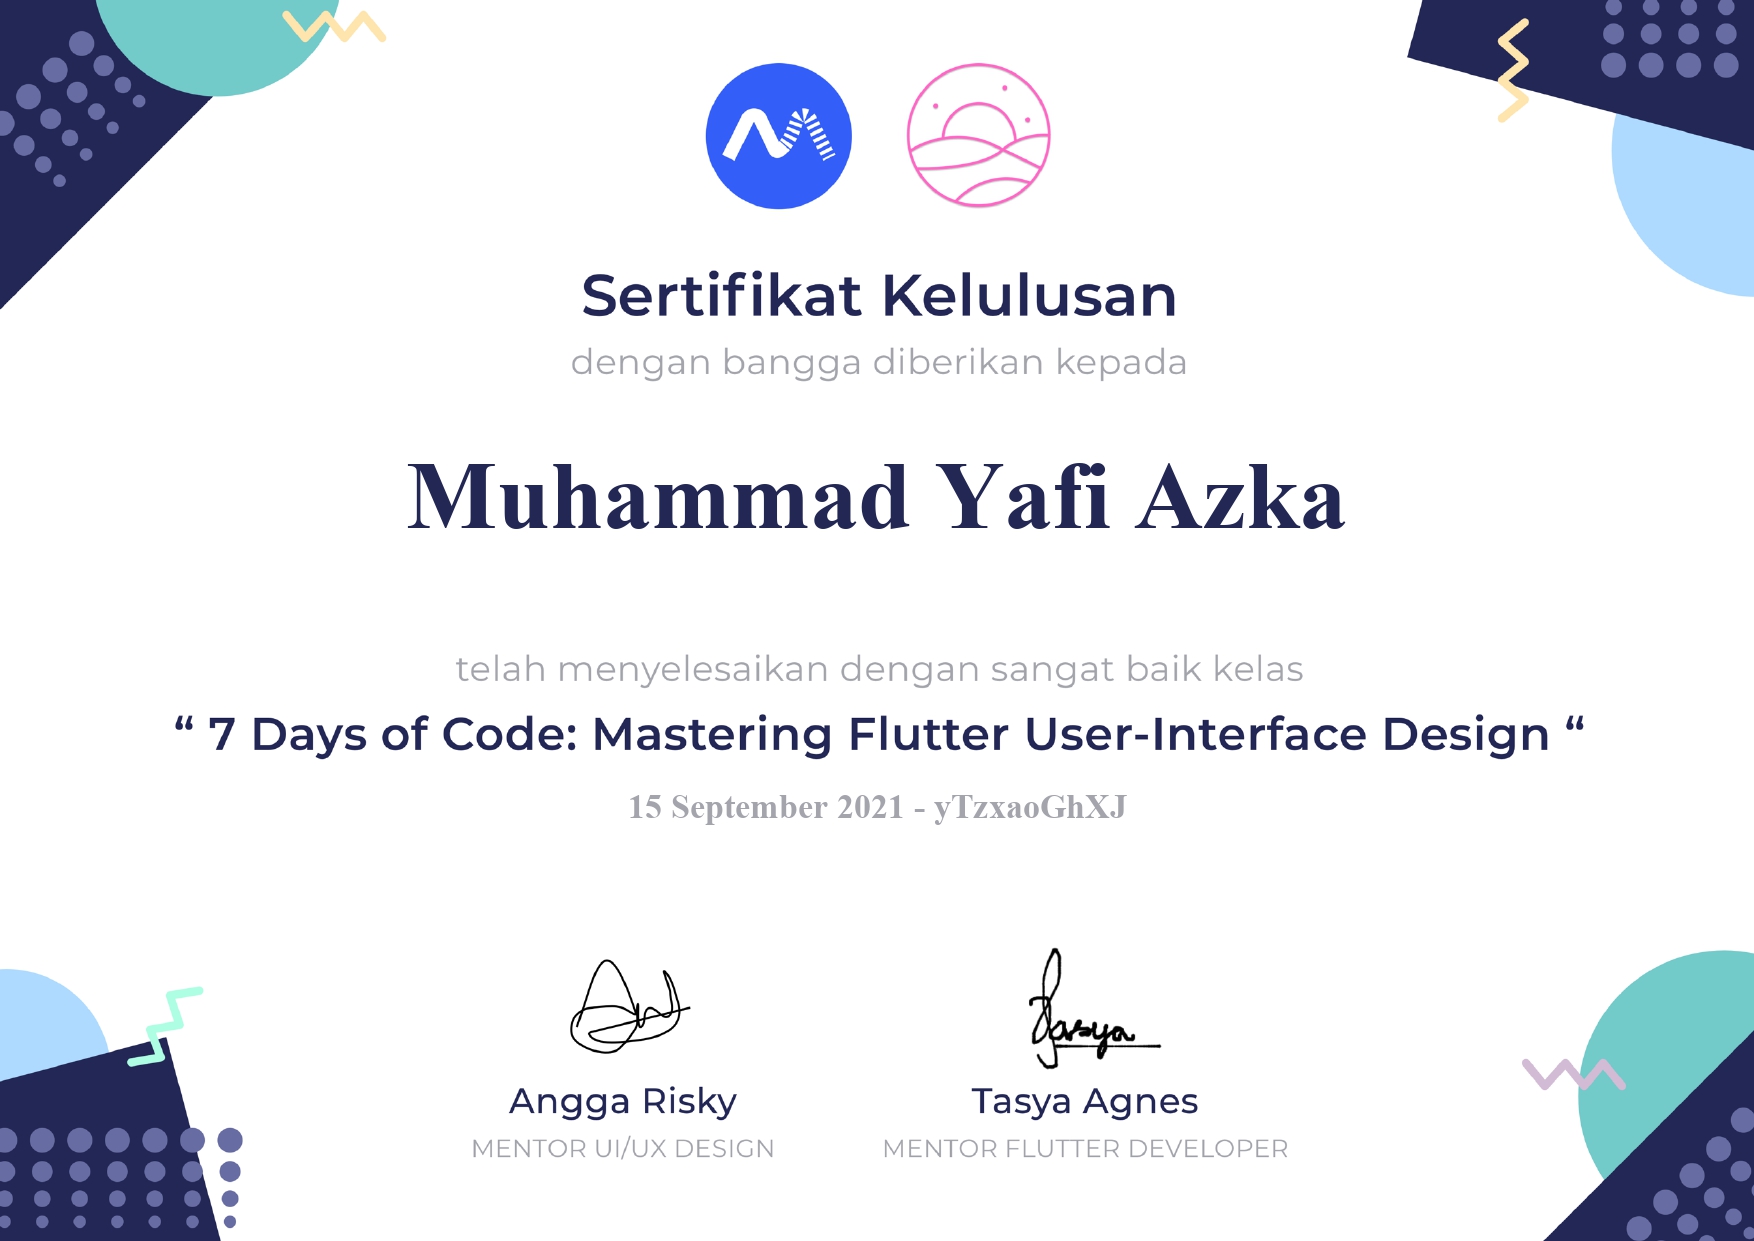 Sertifikat Kelulusan
dengan bangga diberikan kepada
Muhammad Yafi Azka
telah menyelesaikan dengan sangat baik kelas
“ 7 Days of Code: Mastering Flutter User-Interface Design “
15 September 2021 - yTzxaoGhXJ
Tasya
Angga Risky
Tasya Agnes
MENTOR UI/UX DESIGN
MENTOR FLUTTER DEVELOPER